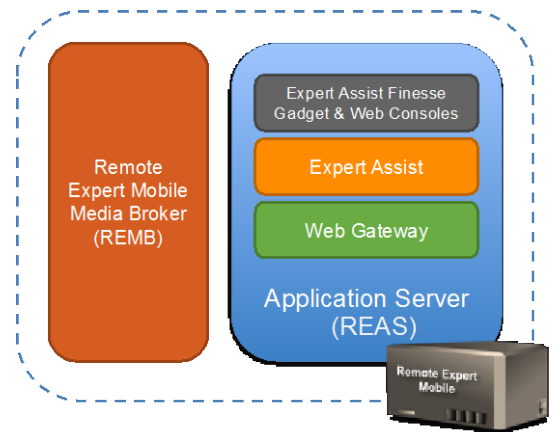 Remote
Expert Mobile
Media Broker
(REMB)
Expert Assist Finesse
Gadget & Web Consoles
Expert Assist
Web Gateway
Application Server
(REAS)
Remote Expert
Mobile